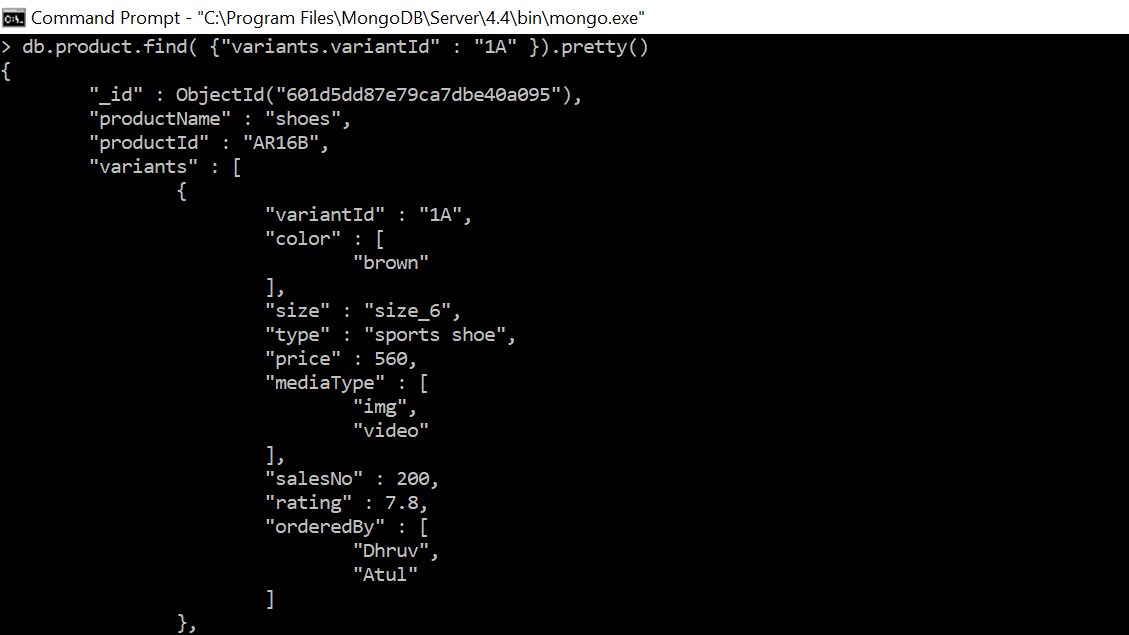 Command Prompt - "C:\Program Files\MongoDB\Server\4.4\bin\mongo.exe"
> db.product.find( {"variants.variantId" : "1A" }).pretty()
{
        "_id" : ObjectId("601d5dd87e79ca7dbe40a095"),
        "productName" : "shoes",
        "productId" : "AR16B",
        "variants" : [
                {
                        "variantId" : "1A",
                        "color" : [
                                "brown"
                        ],
                        "size" : "size_6",
                        "type" : "sports shoe",
                        "price" : 560,
                        "mediaType" : [
                                "img",
                                "video"
                        ],
                        "salesNo" : 200,
                        "rating" : 7.8,
                        "orderedBy" : [
                                "Dhruv",
                                "Atul"
                        ]
                },